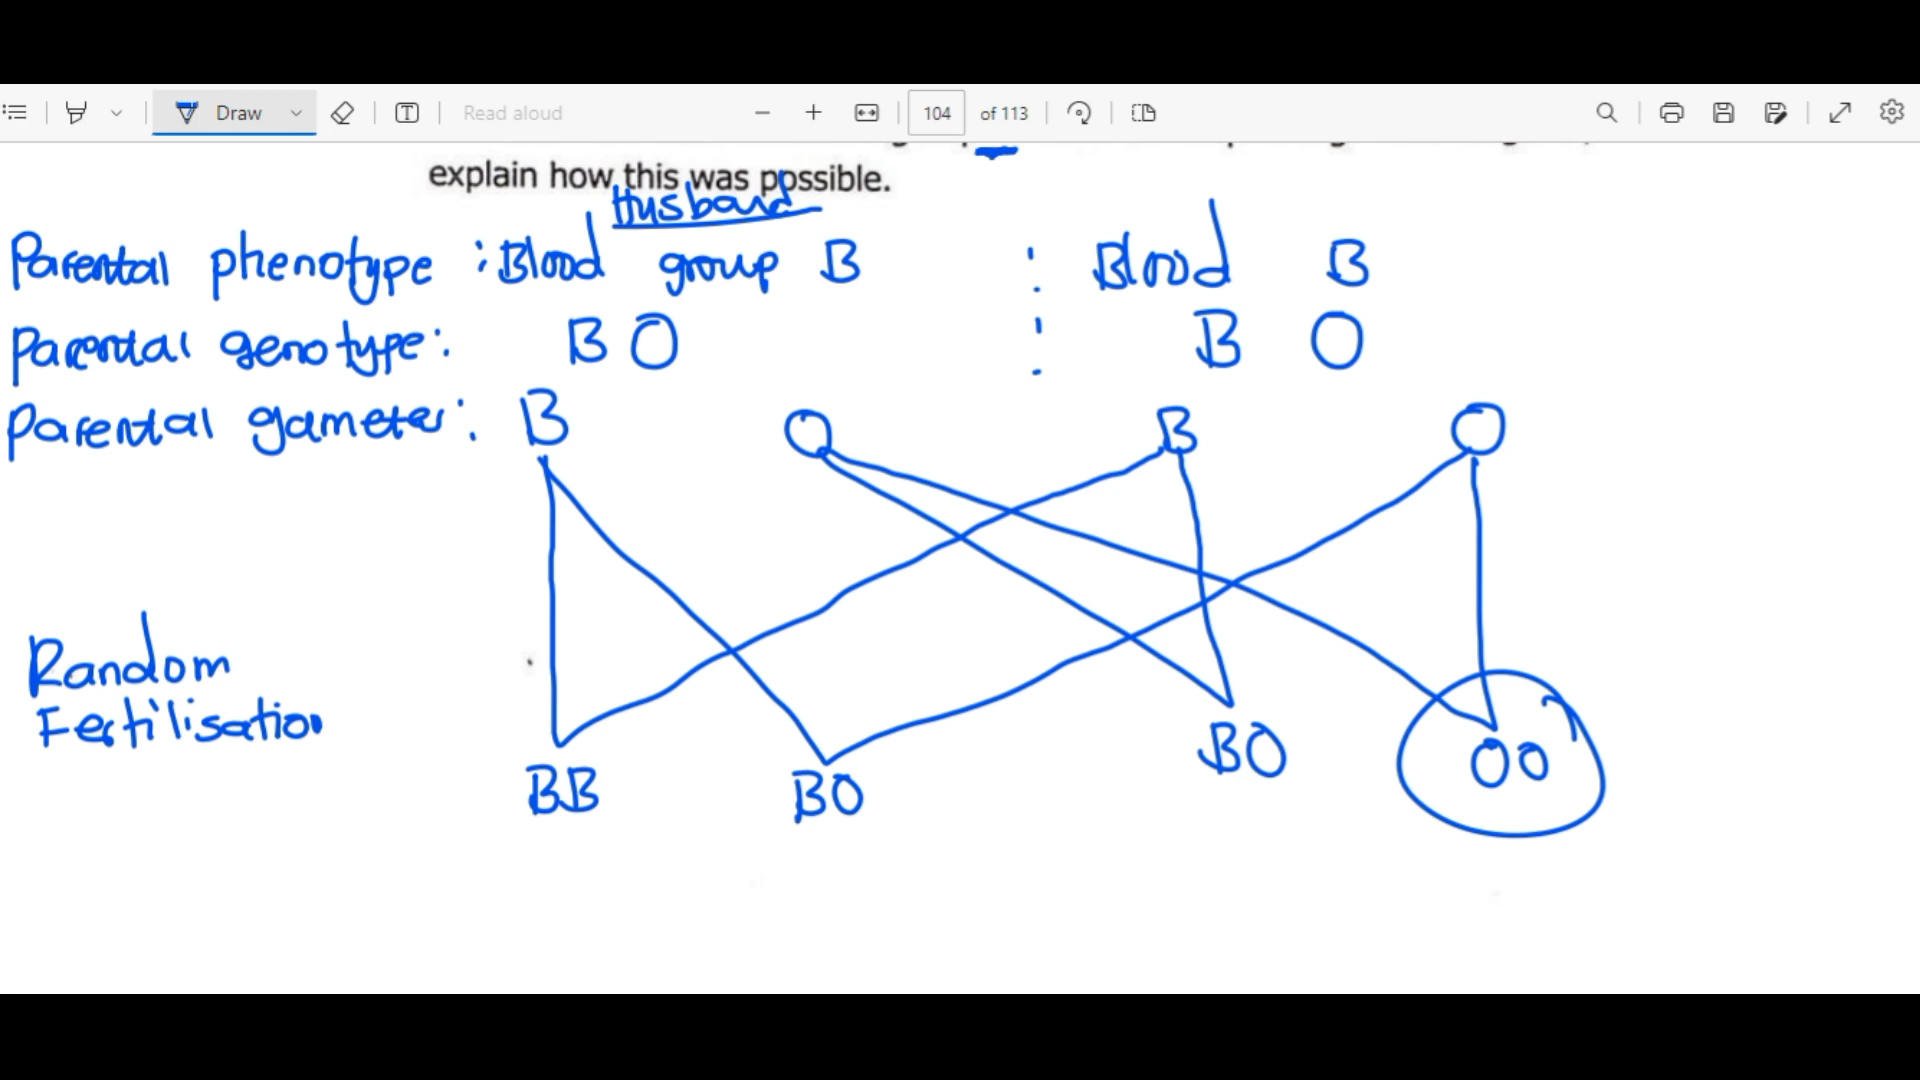 Draw
Read aloud
104 of 113
explain how this was possible.
Husband
Parental phenotype : Blood group B : Blood B
Parental genotype: B O : B O
Parental gametes: B O B O
Random
Fertilisation
BB BO BO OO